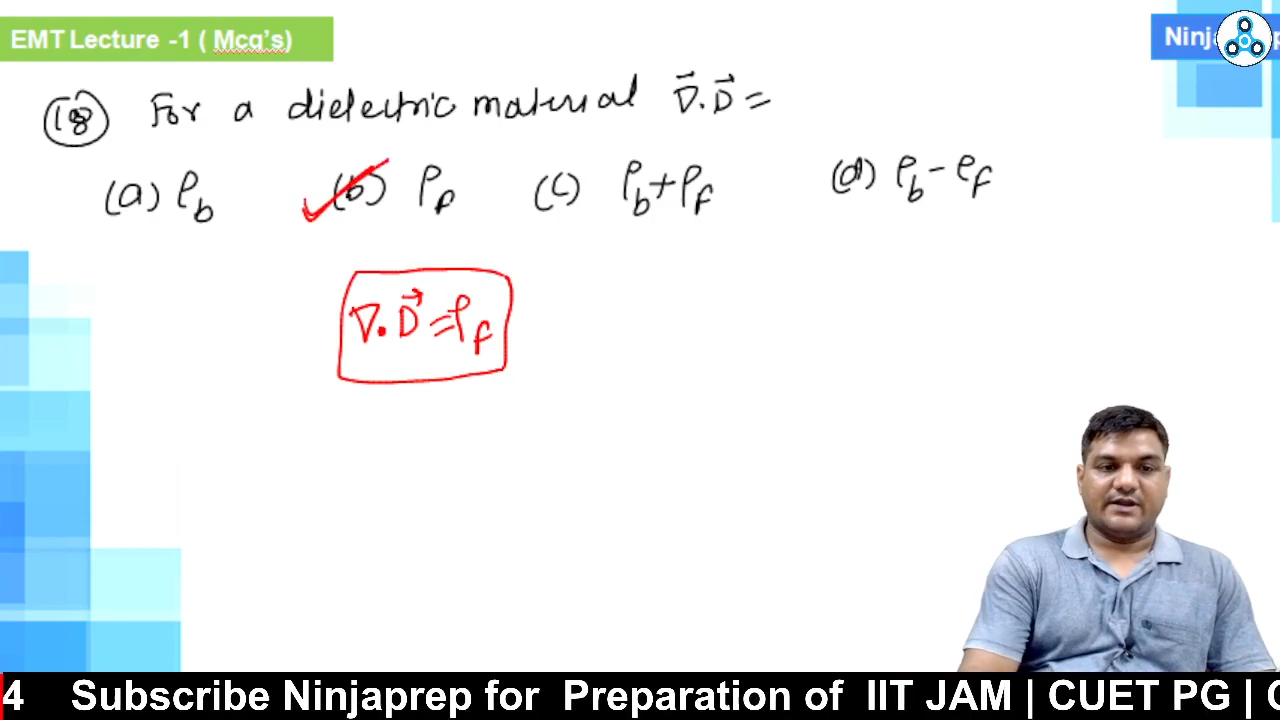 EMT Lecture -1 ( Mcq's)
(18) For a dielectric material ∇⃗.D⃗ =
(a) ρb (b) ρf (c) ρb+ρf (d) ρb-ρf
∇.D⃗=ρf
4 Subscribe Ninjaprep for Preparation of IIT JAM | CUET PG |